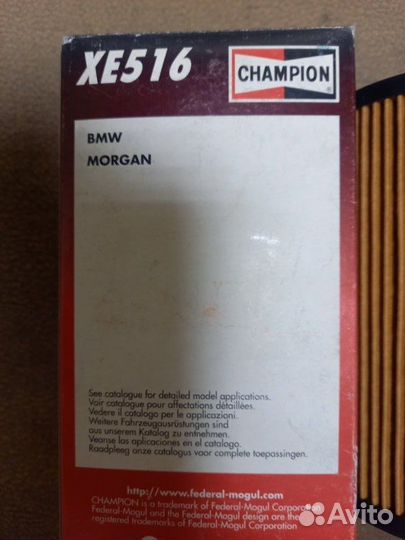 XE516
CHAMPION
®
BMW
MORGAN
See catalogue for detailed model applications.
Voir catalogue pour affectations détaillées.
Vedere il catalogo per le applicazioni.
Weitere Fahrzeugausrüstungen sind
aus unserem Katalog zu entnehmen.
Veanse las aplicaciones en el catalogo.
Raadpleeg onze catalogus voor complete toepassingen.
http://www.federal-mogul.com
CHAMPION is a trademark of Federal-Mogul Corporation
Federal-Mogul and the Federal-Mogul design are the
registered trademarks of Federal-Mogul Corporation
Avito